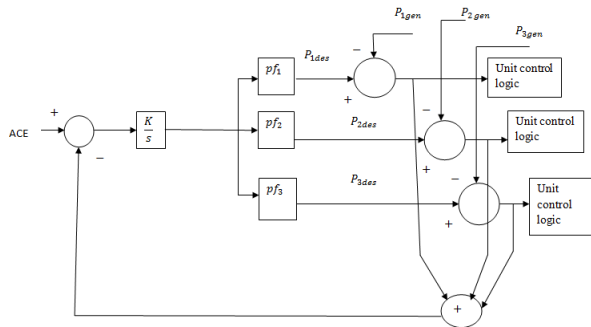 P1gen
P2gen
P3gen
P1des
pf1
−
+
Unit control
logic
+
ACE
−
K
s
pf2
P2des
−
+
Unit control
logic
pf3
P3des
−
+
Unit
control
logic
+